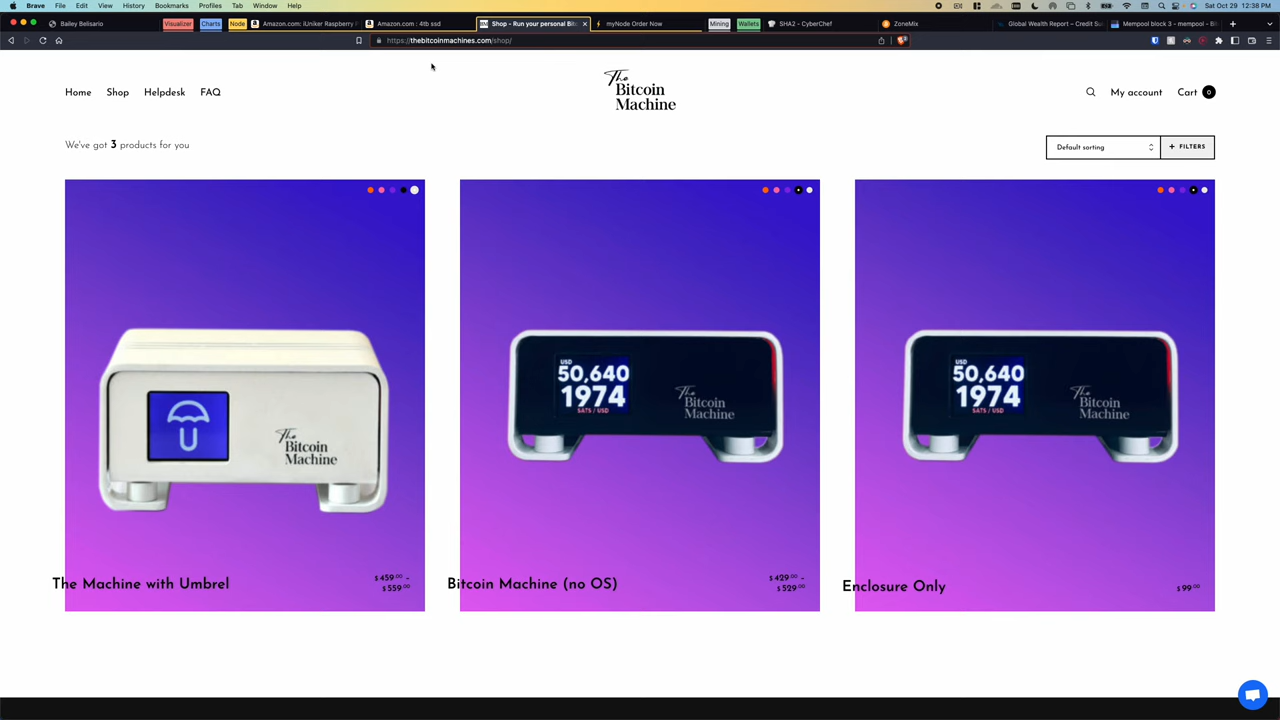 Brave File Edit View History Bookmarks Profiles Tab Window Help
Sat Oct 29 12:38 PM
Bailey Belisario
Visualizer
Charts
Node
Amazon.com: iUniker Raspberry
Amazon.com : 4tb ssd
Shop - Run your personal Bit
myNode Order Now
Mining
Wallets
SHA2 - CyberChef
ZoneMix
Global Wealth Report – Credit Su
Mempool block 3 - mempool - Bi
https://thebitcoinmachines.com/shop/
Home Shop Helpdesk FAQ
The
Bitcoin
Machine
My account Cart 0
We've got 3 products for you
Default sorting
+ FILTERS
U
The
Bitcoin
Machine
The Machine with Umbrel
$ 459.00 –
$ 559.00
USD
50,640
1974
SATS / USD
The
Bitcoin
Machine
Bitcoin Machine (no OS)
$ 429.00 –
$ 529.00
USD
50,640
1974
SATS / USD
The
Bitcoin
Machine
Enclosure Only
$ 99.00